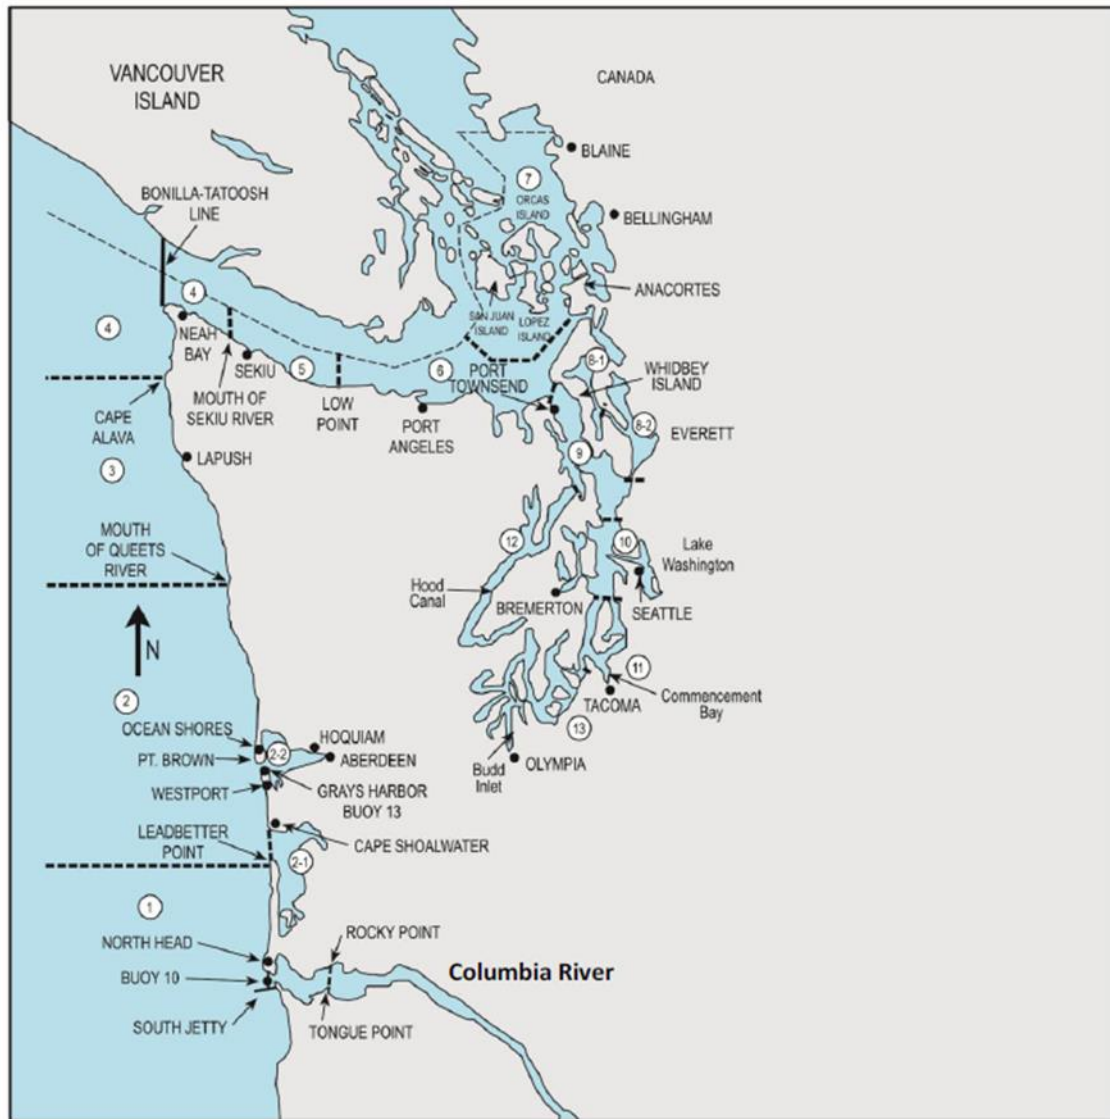 VANCOUVER
ISLAND
CANADA
BLAINE
7
ORCAS
ISLAND
BONILLA-TATOOSH
LINE
BELLINGHAM
ANACORTES
4
4
NEAH
BAY
SAN JUAN
ISLAND
LOPEZ
ISLAND
SEKIU
5
6
PORT
TOWNSEND
8-1
WHIDBEY
ISLAND
CAPE
ALAVA
MOUTH OF
SEKIU RIVER
LOW
POINT
PORT
ANGELES
8-2
EVERETT
3
LAPUSH
9
MOUTH
OF QUEETS
RIVER
12
10
Lake
Washington
Hood
Canal
BREMERTON
SEATTLE
N
11
Commencement
Bay
TACOMA
2
13
OCEAN SHORES
HOQUIAM
2-2
PT. BROWN
ABERDEEN
Budd
Inlet
OLYMPIA
WESTPORT
GRAYS HARBOR
BUOY 13
LEADBETTER
POINT
CAPE SHOALWATER
2-1
1
ROCKY POINT
NORTH HEAD
Columbia River
BUOY 10
SOUTH JETTY
TONGUE POINT